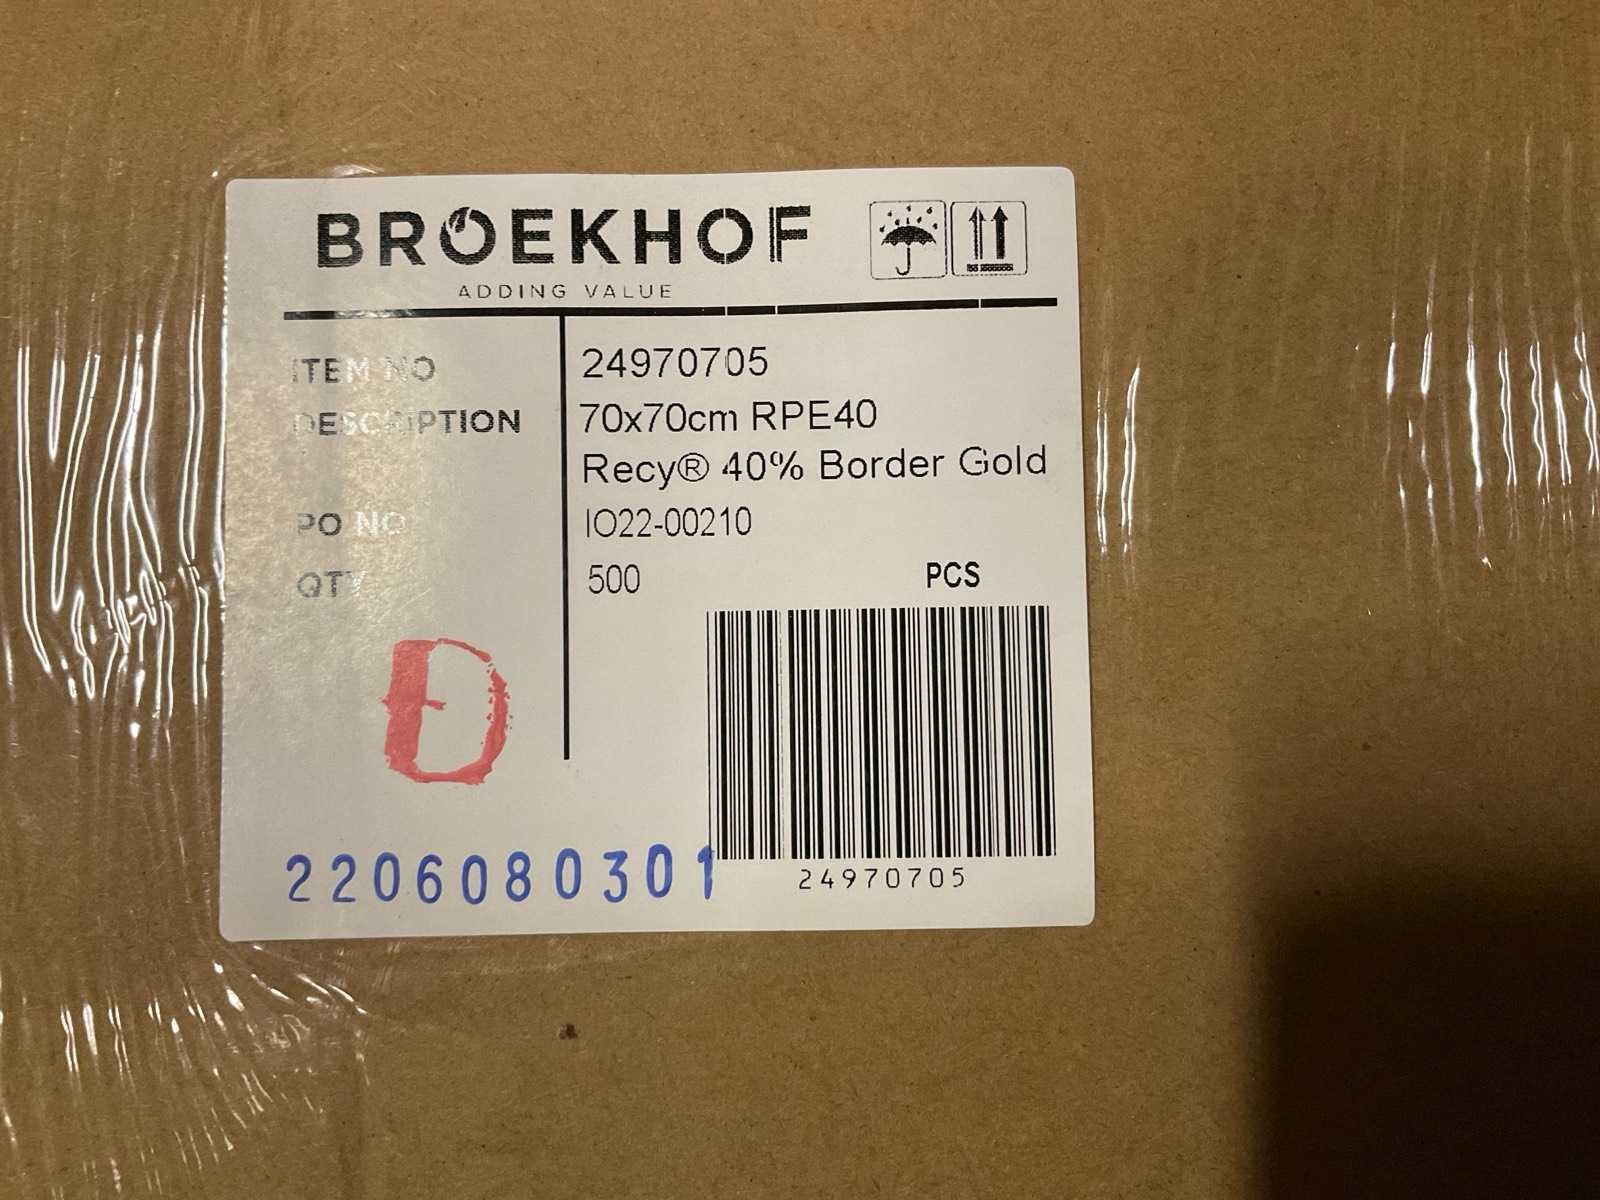 BROEKHOF
ADDING VALUE
ITEM NO 24970705
DESCRIPTION 70x70cm RPE40
Recy® 40% Border Gold
PO NO IO22-00210
QTY 500 PCS
D
2206080301
24970705